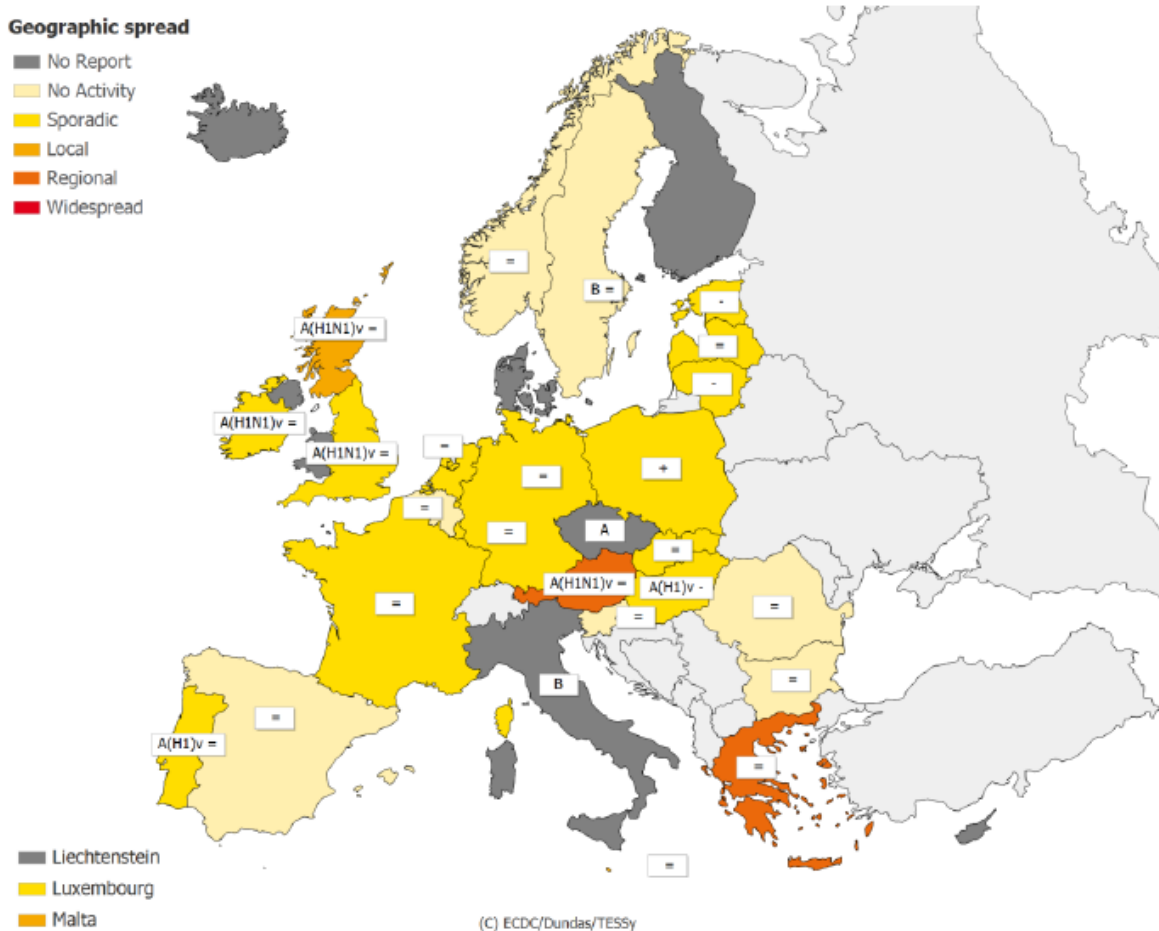 Geographic spread
No Report
No Activity
Sporadic
Local
Regional
Widespread
=
B =
-
A(H1N1)v =
=
-
A(H1N1)v =
=
A(H1N1)v =
+
=
=
=
A
=
A(H1N1)v =
A(H1)v -
=
=
=
B
=
=
A(H1)v =
=
=
Liechtenstein
Luxembourg
Malta
(C) ECDC/Dundas/TESSy